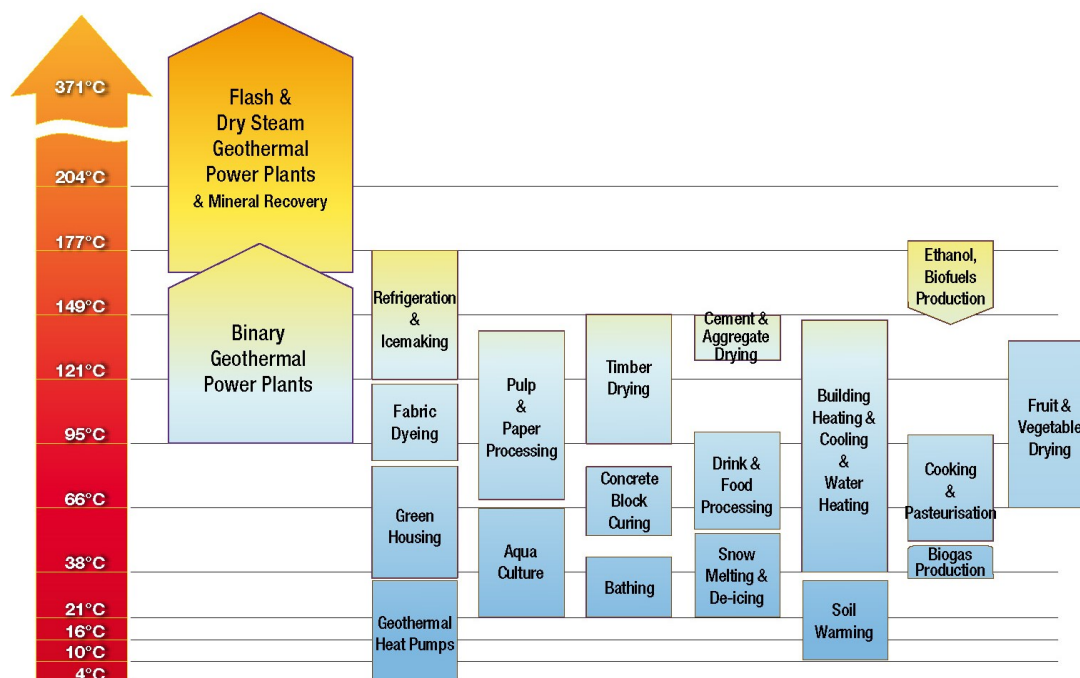 371°C
204°C
177°C
149°C
121°C
95°C
66°C
38°C
21°C
16°C
10°C
4°C
Flash &
Dry Steam
Geothermal
Power Plants
& Mineral Recovery
Binary
Geothermal
Power Plants
Refrigeration
&
Icemaking
Fabric
Dyeing
Green
Housing
Geothermal
Heat Pumps
Pulp
&
Paper
Processing
Aqua
Culture
Timber
Drying
Concrete
Block
Curing
Bathing
Cement &
Aggregate
Drying
Drink &
Food
Processing
Snow
Melting &
De-icing
Building
Heating &
Cooling
&
Water
Heating
Soil
Warming
Ethanol,
Biofuels
Production
Cooking
&
Pasteurisation
Biogas
Production
Fruit &
Vegetable
Drying